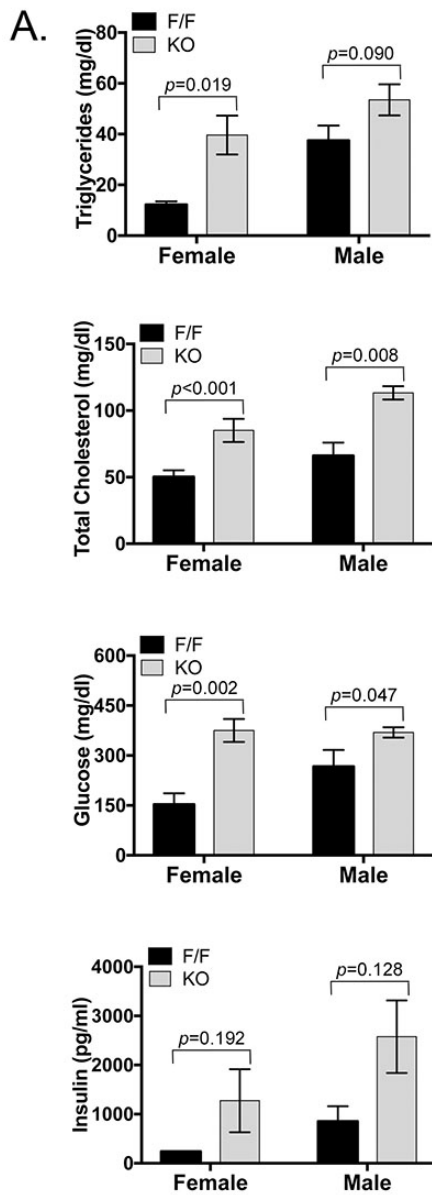 A.
F/F
KO
Triglycerides (mg/dl)
80
60
40
20
0
p=0.019
p=0.090
Female
Male
F/F
KO
Total Cholesterol (mg/dl)
150
100
50
0
p<0.001
p=0.008
Female
Male
F/F
KO
Glucose (mg/dl)
600
450
300
150
0
p=0.002
p=0.047
Female
Male
F/F
KO
Insulin (pg/ml)
4000
3000
2000
1000
0
p=0.192
p=0.128
Female
Male